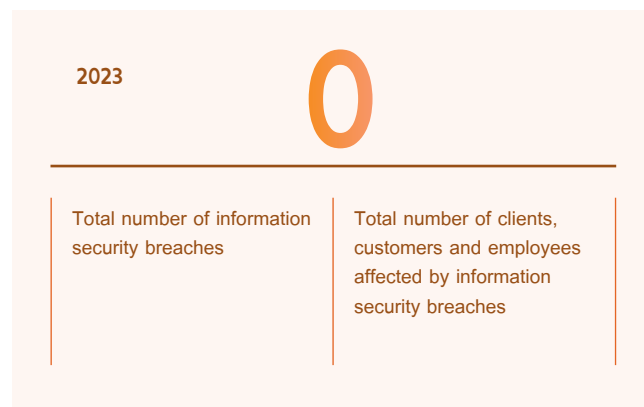 2023
0
Total number of information
security breaches
Total number of clients,
customers and employees
affected by information
security breaches